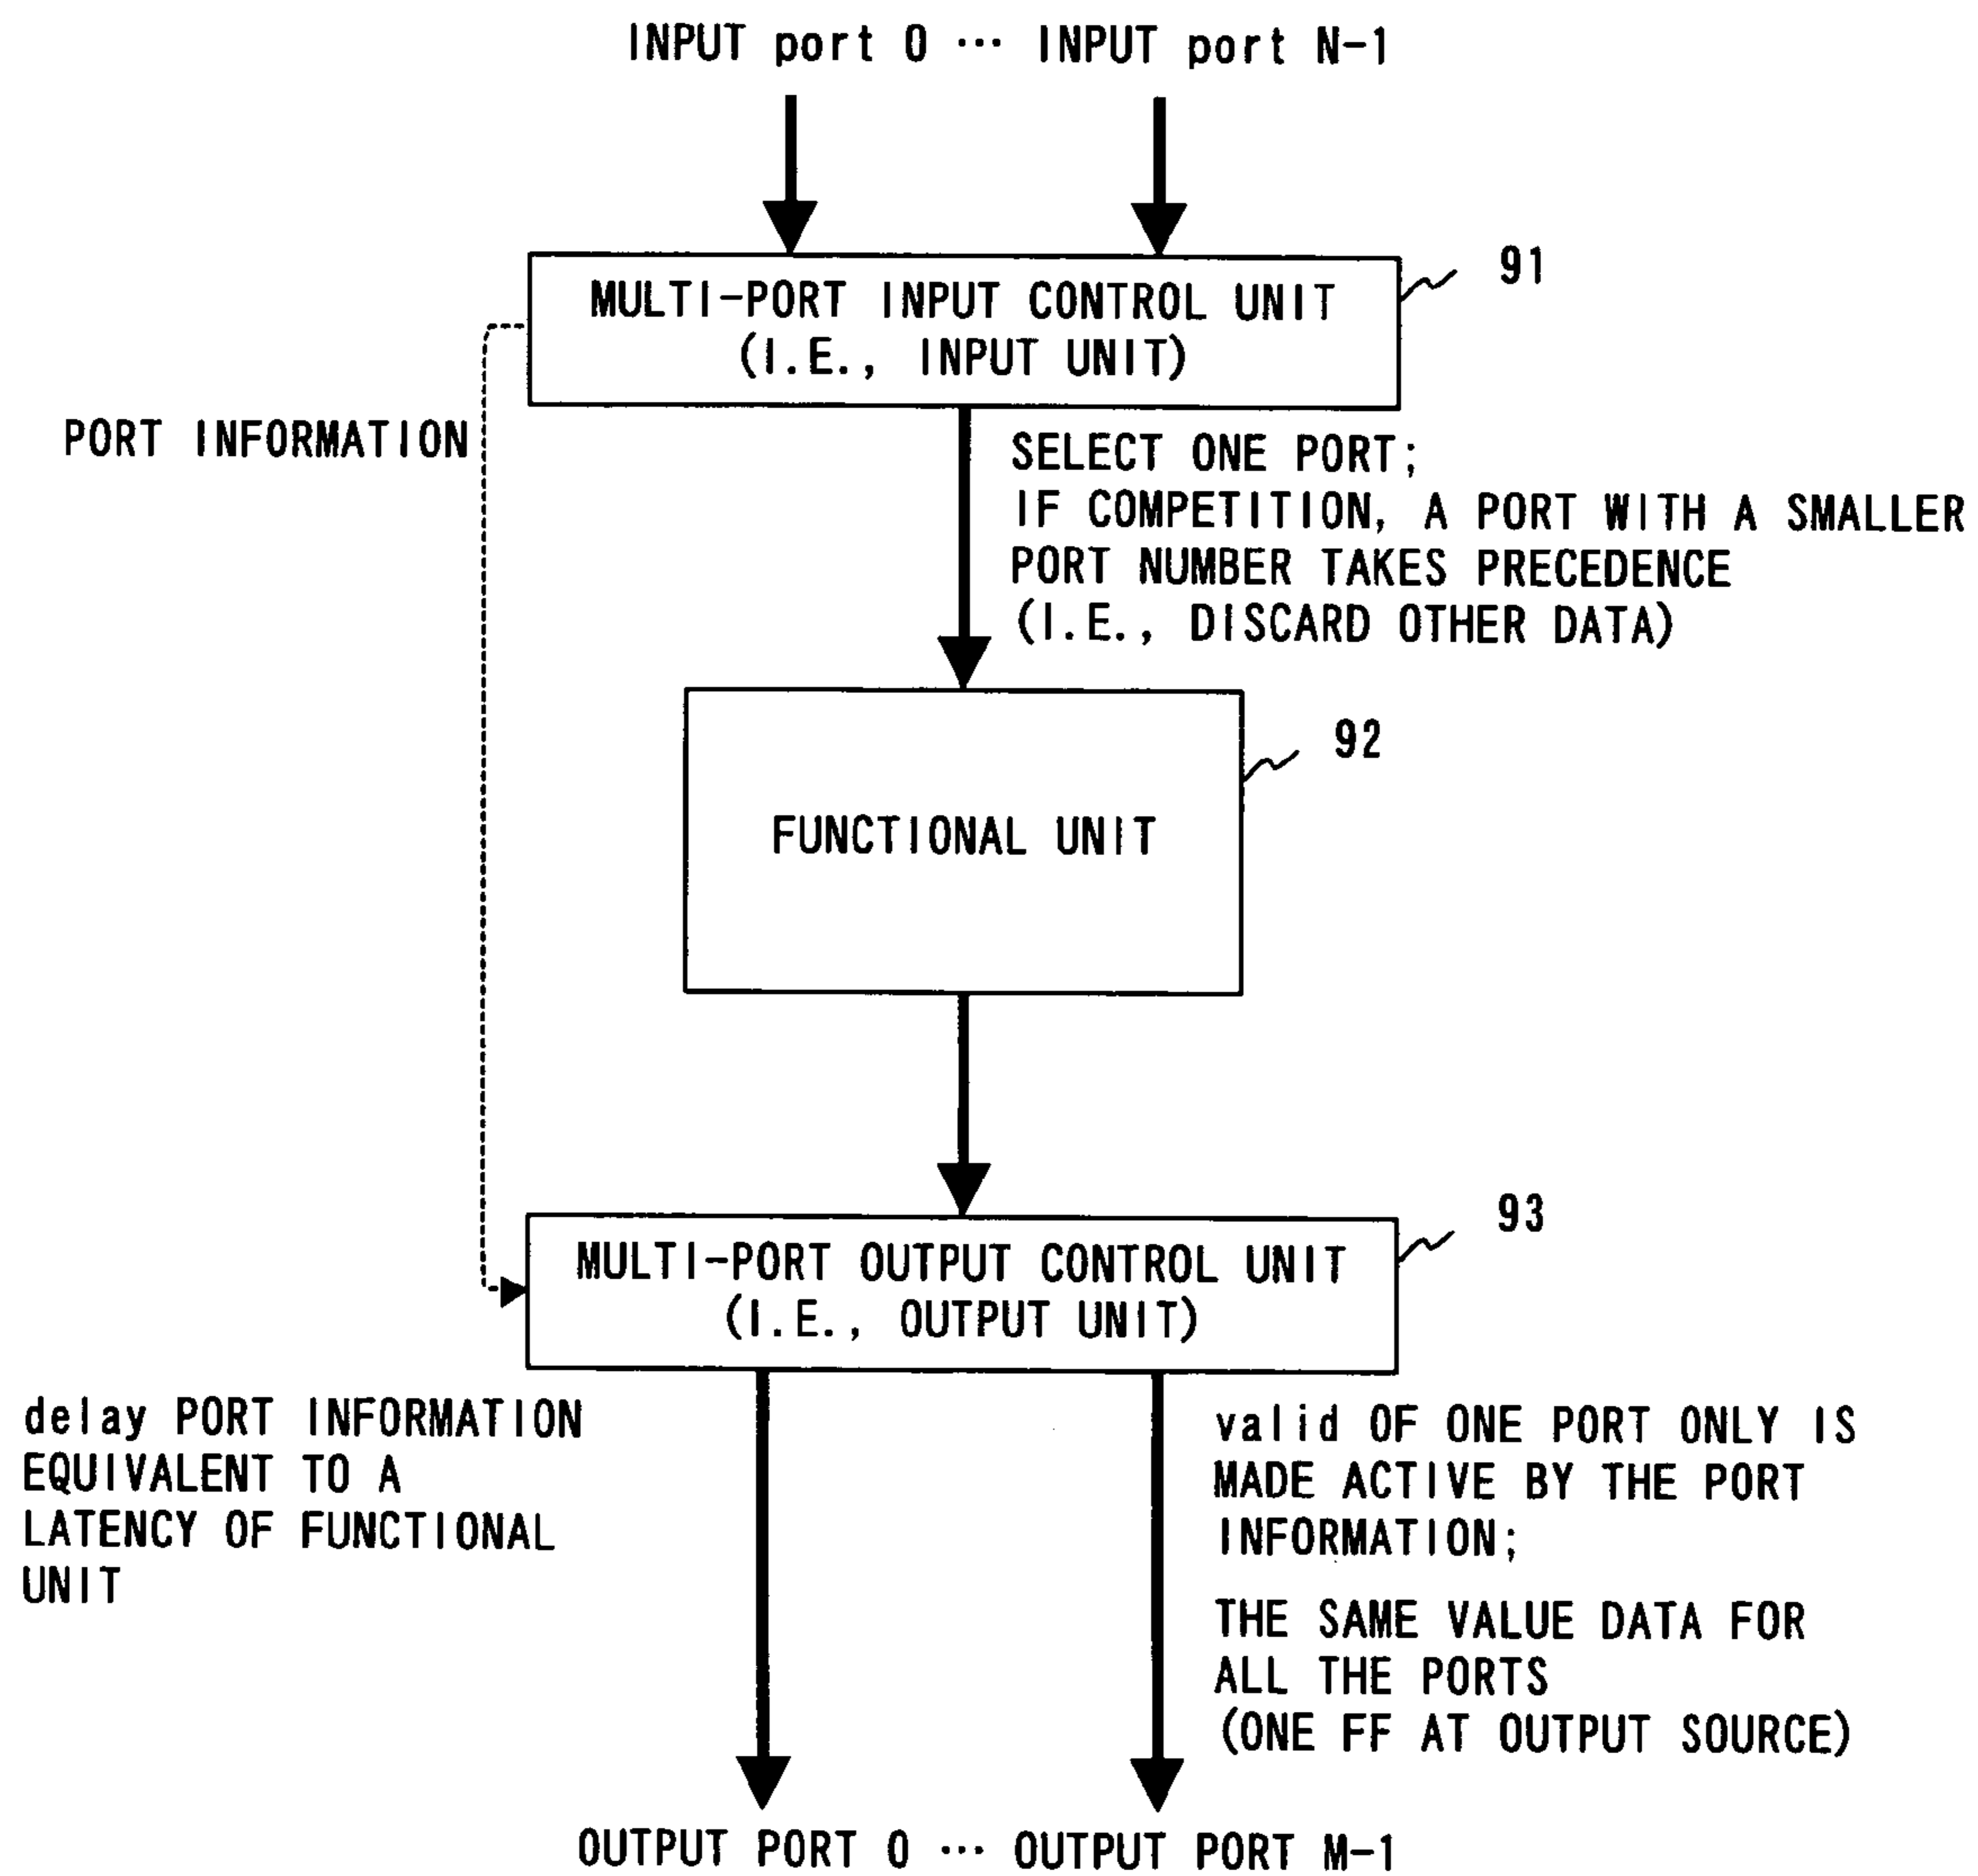 INPUT port 0 ··· INPUT port N-1
91
MULTI-PORT INPUT CONTROL UNIT
(I.E., INPUT UNIT)
PORT INFORMATION
SELECT ONE PORT;
IF COMPETITION, A PORT WITH A SMALLER
PORT NUMBER TAKES PRECEDENCE
(I.E., DISCARD OTHER DATA)
92
FUNCTIONAL UNIT
93
MULTI-PORT OUTPUT CONTROL UNIT
(I.E., OUTPUT UNIT)
delay PORT INFORMATION
EQUIVALENT TO A
LATENCY OF FUNCTIONAL
UNIT
valid OF ONE PORT ONLY IS
MADE ACTIVE BY THE PORT
INFORMATION;
THE SAME VALUE DATA FOR
ALL THE PORTS
(ONE FF AT OUTPUT SOURCE)
OUTPUT PORT 0 ··· OUTPUT PORT M-1